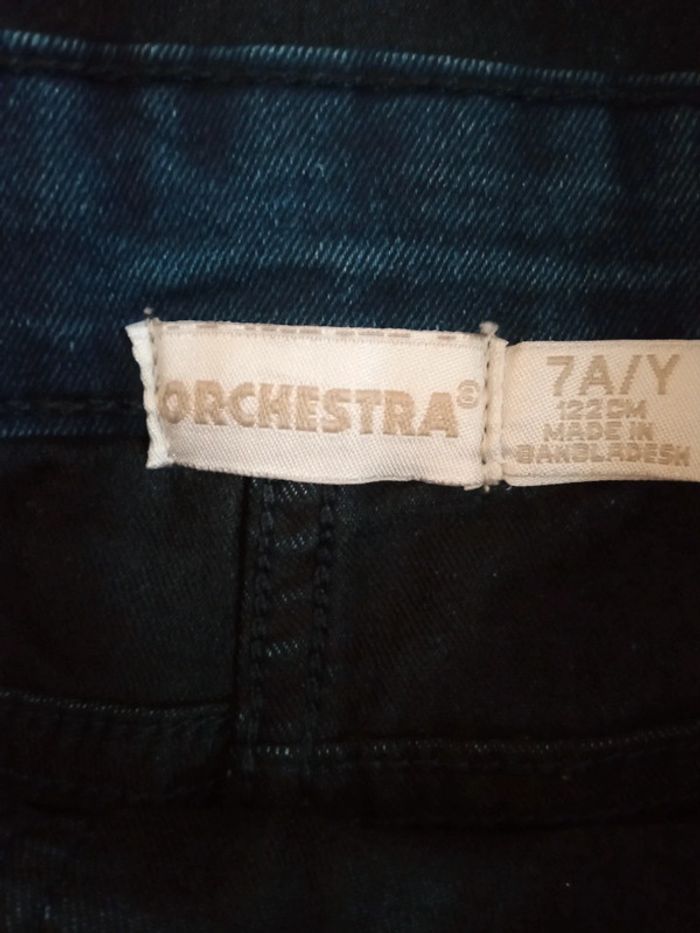 ORCHESTRA®
7A/Y
122CM
MADE IN
BANGLADESH